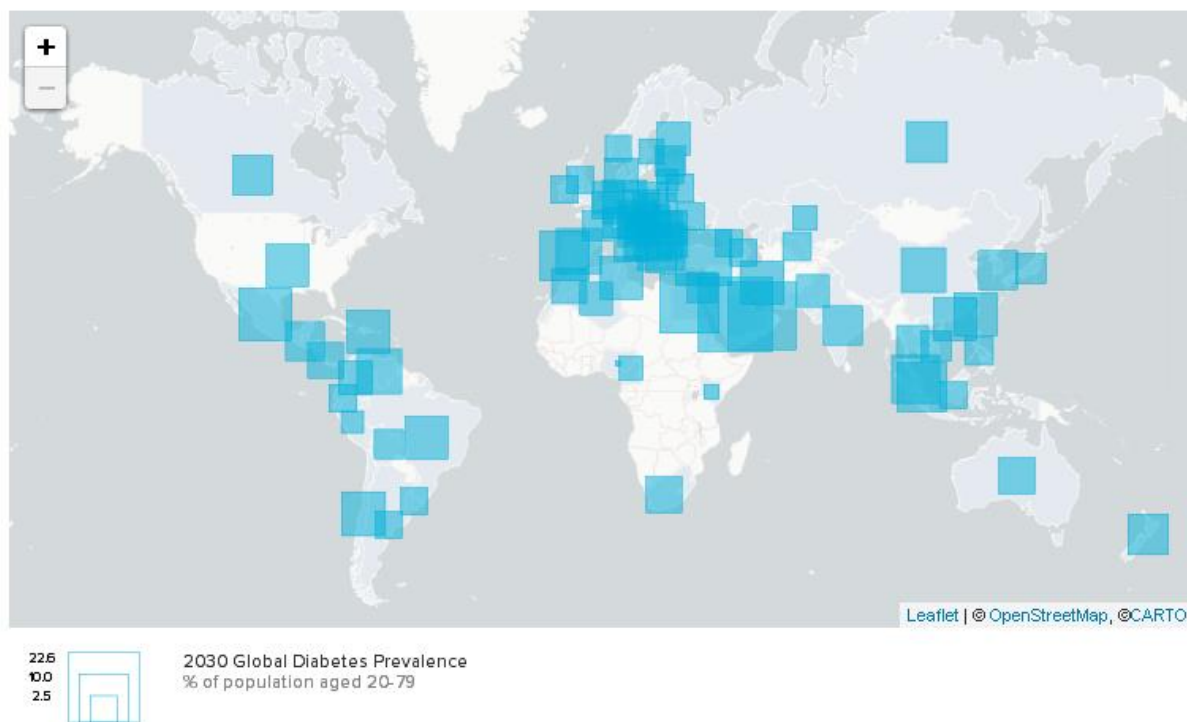 +
−
Leaflet | © OpenStreetMap, ©CARTO
22.6
10.0
2.5
2030 Global Diabetes Prevalence
% of population aged 20-79